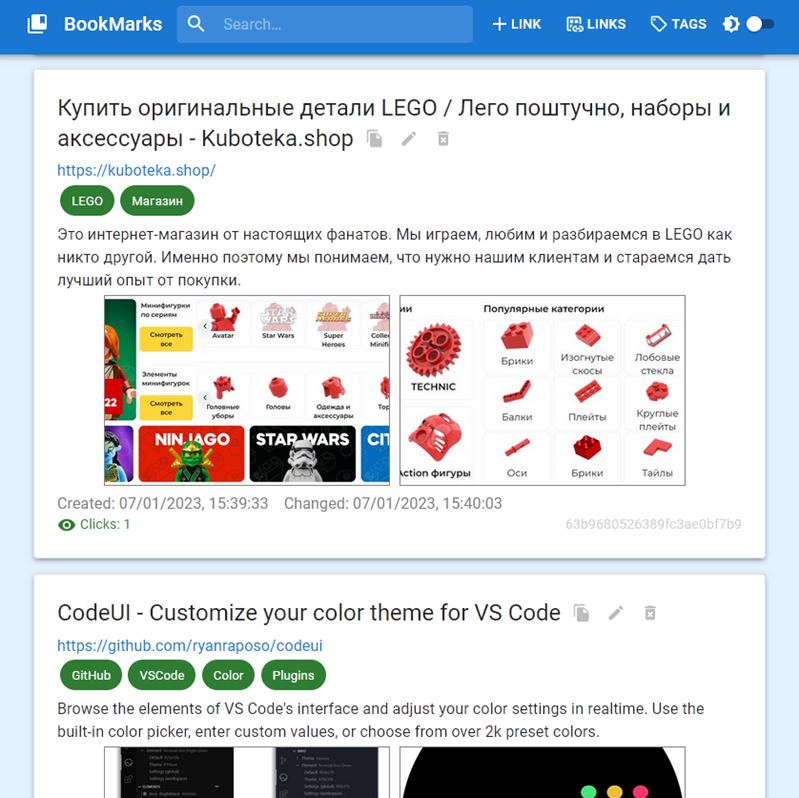 BookMarks
Search...
LINK
LINKS
TAGS
Купить оригинальные детали LEGO / Лего поштучно, наборы и
аксессуары - Kuboteka.shop
https://kuboteka.shop/
LEGO
Магазин
Это интернет-магазин от настоящих фанатов. Мы играем, любим и разбираемся в LEGO как
никто другой. Именно поэтому мы понимаем, что нужно нашим клиентам и стараемся дать
лучший опыт от покупки.
22
Минифигурки
по сериям
Смотреть
все
Avatar
STAR WARS
Star Wars
Super
Heroes
Collec
Minifi
Элементы
минифигурок
Смотреть
все
Головные
уборы
Головы
Одежда и
аксессуары
Тор
NINJAGO
STAR WARS
CIT
ии
Популярные категории
TECHNIC
Брики
Изогнутые
скосы
Лобовые
стекла
Балки
Плейты
Круглые
плейты
Action фигуры
Оси
Брики
Тайлы
Created: 07/01/2023, 15:39:33 Changed: 07/01/2023, 15:40:03
Clicks: 1
63b9680526389fc3ae0bf7b9
CodeUI - Customize your color theme for VS Code
https://github.com/ryanraposo/codeui
GitHub
VSCode
Color
Plugins
Browse the elements of VS Code's interface and adjust your color settings in realtime. Use the
built-in color picker, enter custom values, or choose from over 2k preset colors.